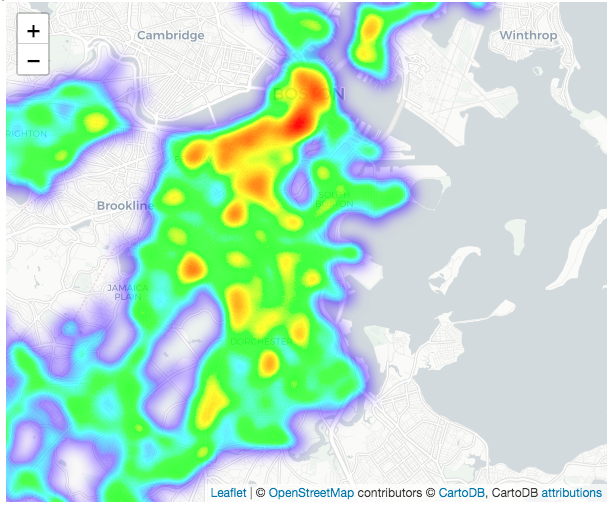 +
Cambridge
Winthrop
−
BOSTON
RIGHTON
Brookline
SOUTH
BOSTON
JAMAICA
PLAIN
DORCHESTER
Leaflet | © OpenStreetMap contributors © CartoDB, CartoDB attributions